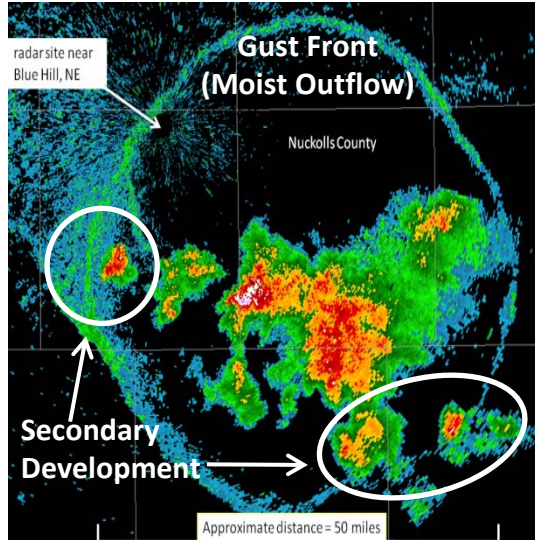 radar site near
Blue Hill, NE
Gust Front
(Moist Outflow)
Nuckolls County
Secondary
Development
Approximate distance = 50 miles